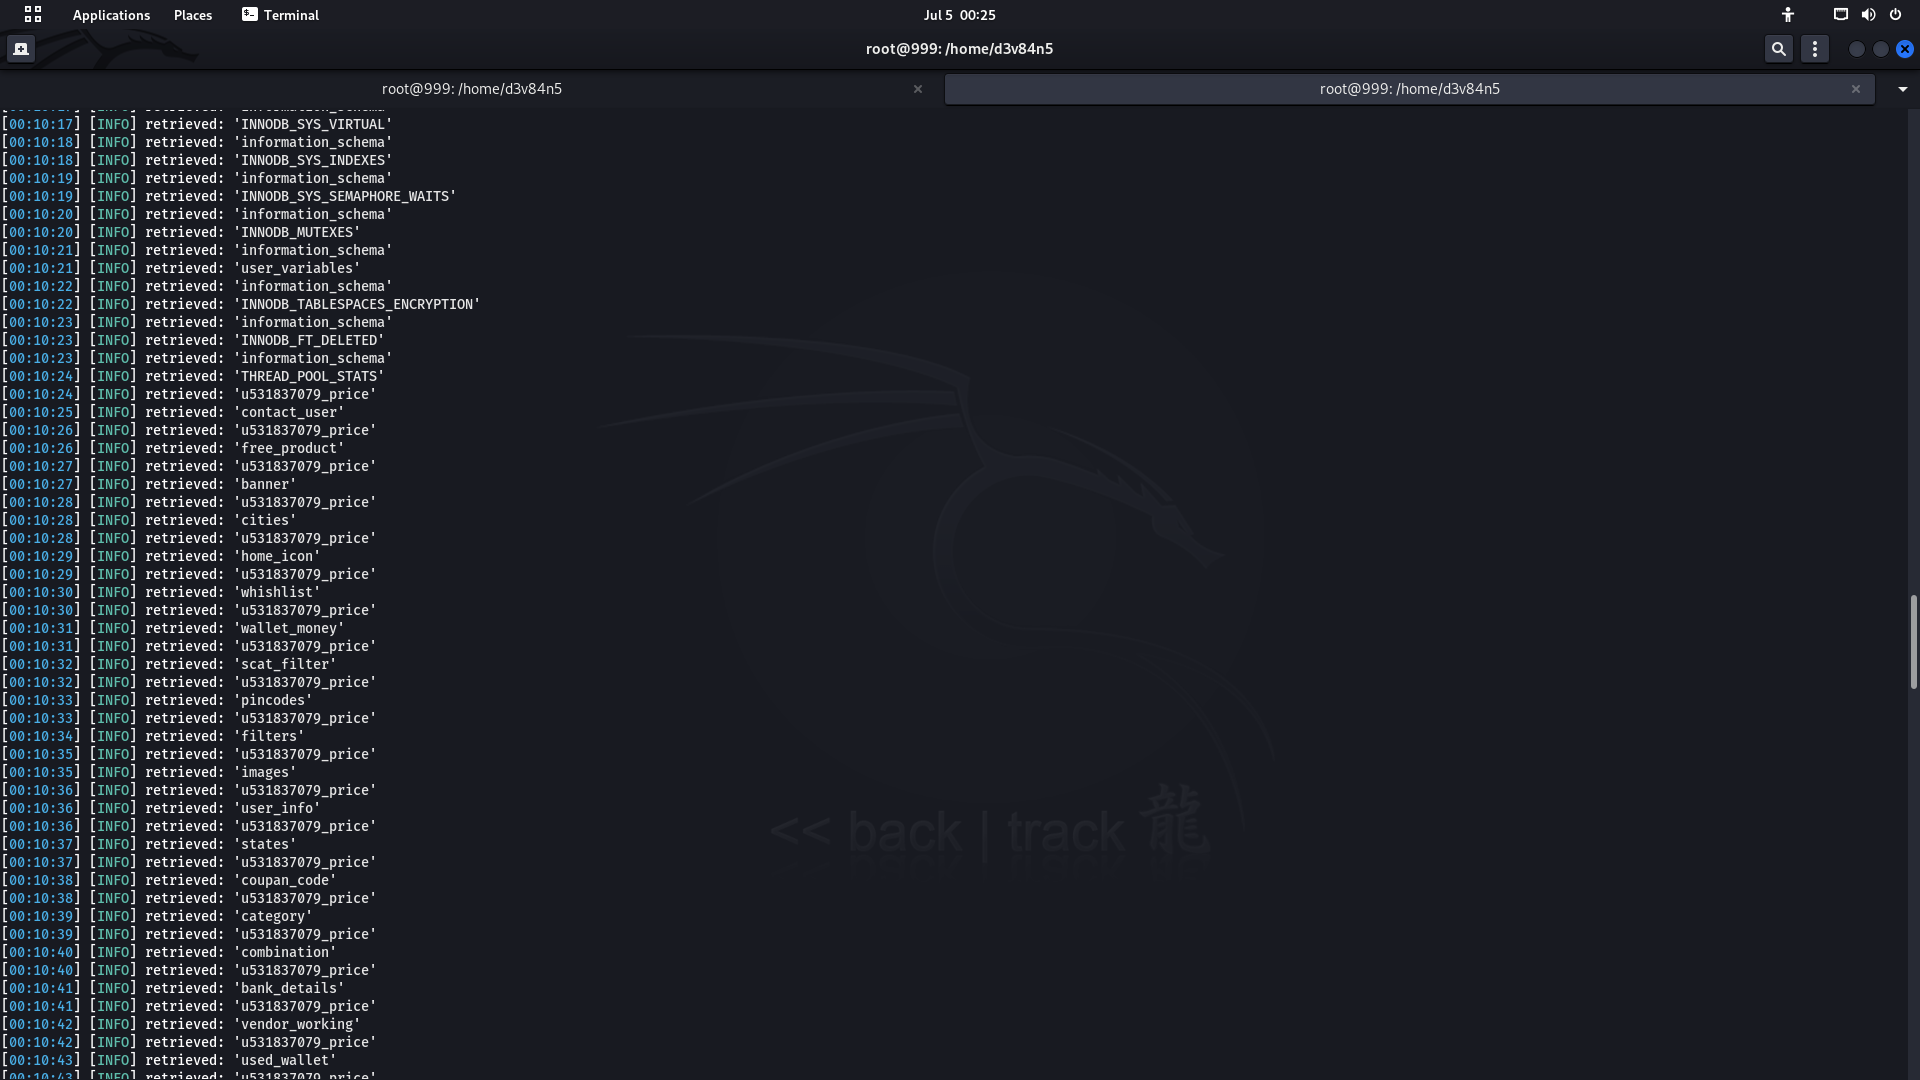 Applications Places Terminal Jul 5 00:25
root@999: /home/d3v84n5
root@999: /home/d3v84n5 root@999: /home/d3v84n5
[00:10:17] [INFO] retrieved: 'information_schema'
[00:10:17] [INFO] retrieved: 'INNODB_SYS_VIRTUAL'
[00:10:18] [INFO] retrieved: 'information_schema'
[00:10:18] [INFO] retrieved: 'INNODB_SYS_INDEXES'
[00:10:19] [INFO] retrieved: 'information_schema'
[00:10:19] [INFO] retrieved: 'INNODB_SYS_SEMAPHORE_WAITS'
[00:10:20] [INFO] retrieved: 'information_schema'
[00:10:20] [INFO] retrieved: 'INNODB_MUTEXES'
[00:10:21] [INFO] retrieved: 'information_schema'
[00:10:21] [INFO] retrieved: 'user_variables'
[00:10:22] [INFO] retrieved: 'information_schema'
[00:10:22] [INFO] retrieved: 'INNODB_TABLESPACES_ENCRYPTION'
[00:10:23] [INFO] retrieved: 'information_schema'
[00:10:23] [INFO] retrieved: 'INNODB_FT_DELETED'
[00:10:23] [INFO] retrieved: 'information_schema'
[00:10:24] [INFO] retrieved: 'THREAD_POOL_STATS'
[00:10:24] [INFO] retrieved: 'u531837079_price'
[00:10:25] [INFO] retrieved: 'contact_user'
[00:10:26] [INFO] retrieved: 'u531837079_price'
[00:10:26] [INFO] retrieved: 'free_product'
[00:10:27] [INFO] retrieved: 'u531837079_price'
[00:10:27] [INFO] retrieved: 'banner'
[00:10:28] [INFO] retrieved: 'u531837079_price'
[00:10:28] [INFO] retrieved: 'cities'
[00:10:28] [INFO] retrieved: 'u531837079_price'
[00:10:29] [INFO] retrieved: 'home_icon'
[00:10:29] [INFO] retrieved: 'u531837079_price'
[00:10:30] [INFO] retrieved: 'whishlist'
[00:10:30] [INFO] retrieved: 'u531837079_price'
[00:10:31] [INFO] retrieved: 'wallet_money'
[00:10:31] [INFO] retrieved: 'u531837079_price'
[00:10:32] [INFO] retrieved: 'scat_filter'
[00:10:32] [INFO] retrieved: 'u531837079_price'
[00:10:33] [INFO] retrieved: 'pincodes'
[00:10:33] [INFO] retrieved: 'u531837079_price'
[00:10:34] [INFO] retrieved: 'filters'
[00:10:35] [INFO] retrieved: 'u531837079_price'
[00:10:35] [INFO] retrieved: 'images'
[00:10:36] [INFO] retrieved: 'u531837079_price'
[00:10:36] [INFO] retrieved: 'user_info'
[00:10:36] [INFO] retrieved: 'u531837079_price'
[00:10:37] [INFO] retrieved: 'states'
[00:10:37] [INFO] retrieved: 'u531837079_price'
[00:10:38] [INFO] retrieved: 'coupan_code'
[00:10:38] [INFO] retrieved: 'u531837079_price'
[00:10:39] [INFO] retrieved: 'category'
[00:10:39] [INFO] retrieved: 'u531837079_price'
[00:10:40] [INFO] retrieved: 'combination'
[00:10:40] [INFO] retrieved: 'u531837079_price'
[00:10:41] [INFO] retrieved: 'bank_details'
[00:10:41] [INFO] retrieved: 'u531837079_price'
[00:10:42] [INFO] retrieved: 'vendor_working'
[00:10:42] [INFO] retrieved: 'u531837079_price'
[00:10:43] [INFO] retrieved: 'used_wallet'
[00:10:43] [INFO] retrieved: 'u531837079_price'
<< back | track 龍